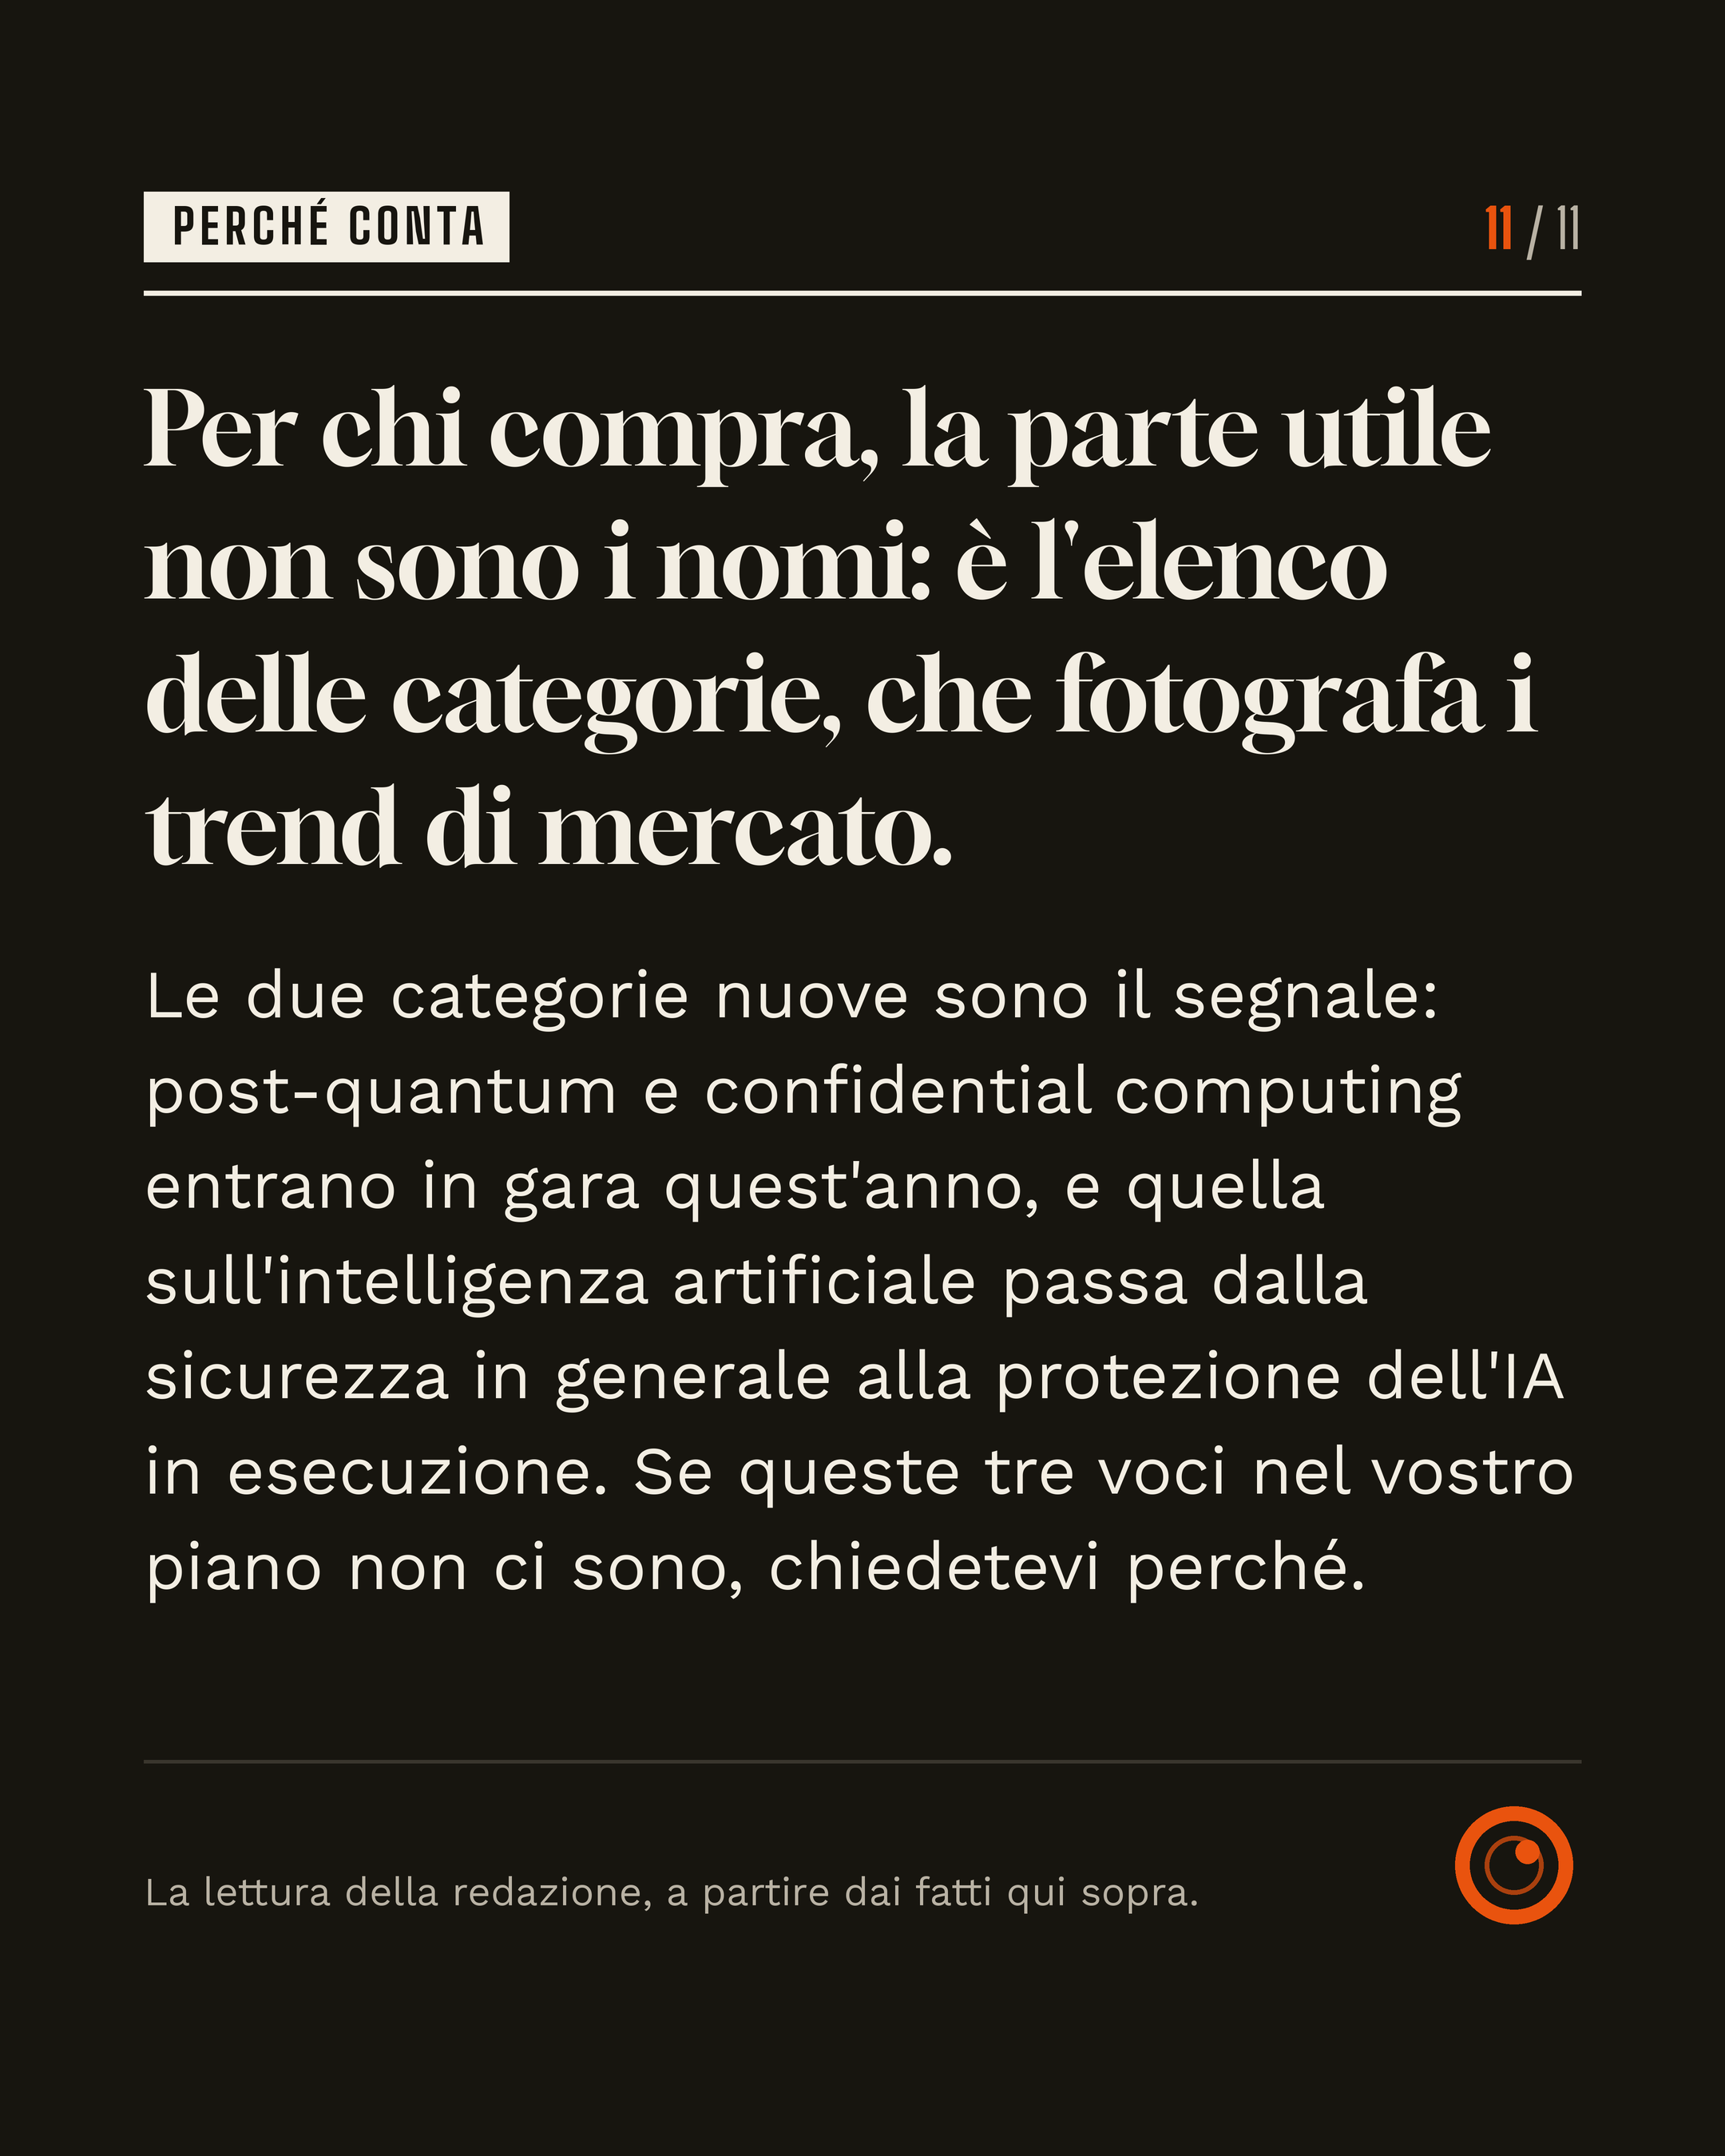 PERCHÉ CONTA
11 / 11
Per chi compra, la parte utile
non sono i nomi: è l'elenco
delle categorie, che fotografa i
trend di mercato.
Le due categorie nuove sono il segnale:
post-quantum e confidential computing
entrano in gara quest'anno, e quella
sull'intelligenza artificiale passa dalla
sicurezza in generale alla protezione dell'IA
in esecuzione. Se queste tre voci nel vostro
piano non ci sono, chiedetevi perché.
La lettura della redazione, a partire dai fatti qui sopra.